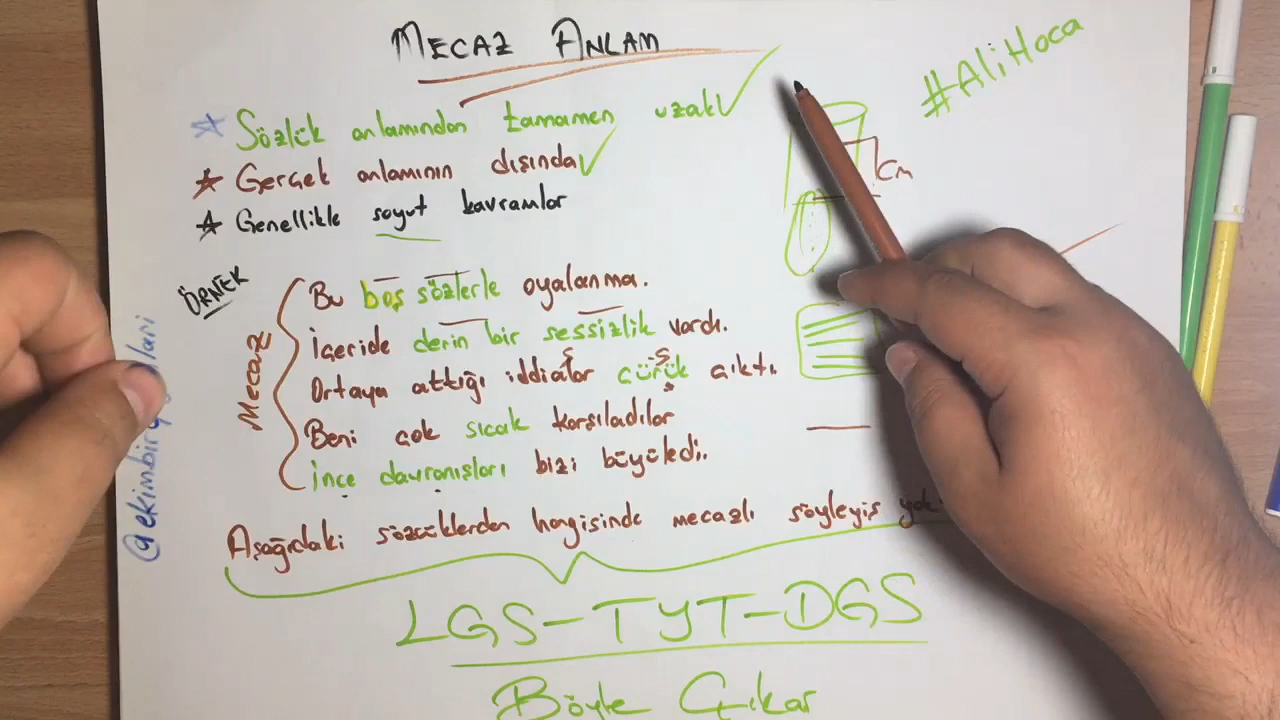 MECAZ ANLAM
#AliHoca
Sözlük anlamından tamamen uzak
Gerçek anlamının dışında
Genellikle soyut kavramlar
cm
ÖRNEK
Mecaz
Bu boş sözlerle oyalanma.
İçeride derin bir sessizlik vardı.
Ortaya attığı iddialar çürük çıktı.
Beni çok sıcak karşıladılar
İnce davranışları bizi büyüledi.
Aşağıdaki sözcüklerden hangisinde mecazlı söyleyiş yok
LGS-TYT-DGS
Böyle Çıkar